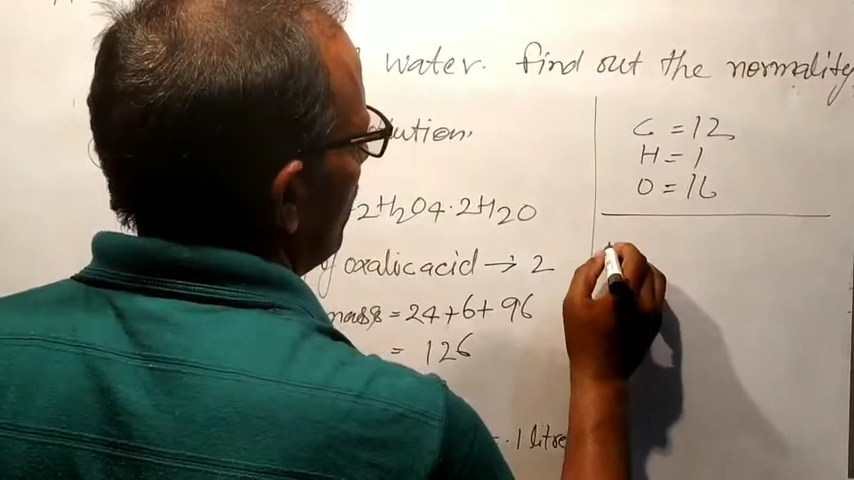 water. find out the normality
C = 12
H = 1
O = 16
2H2O4.2H2O
oxalic acid → 2
mass = 24+6+96
= 126
1 litre